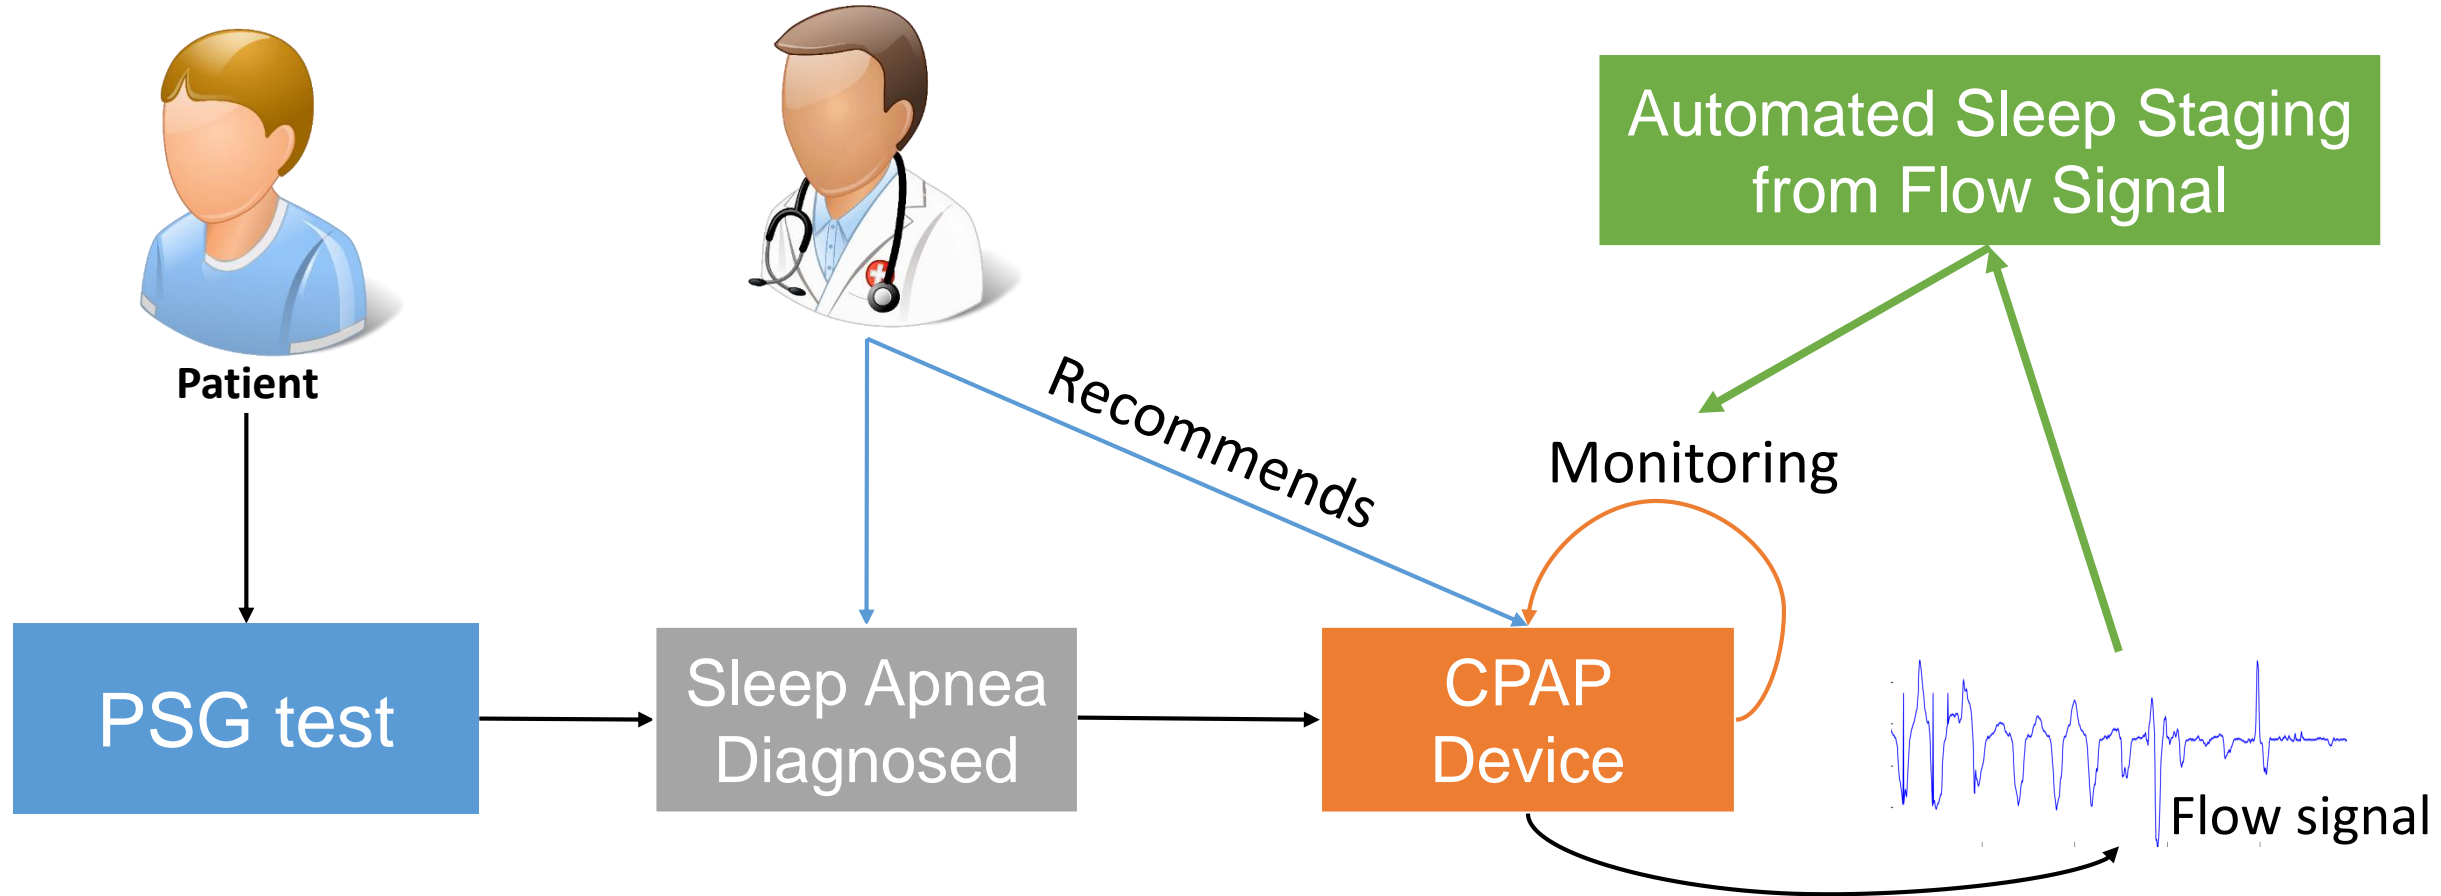 Patient
Automated Sleep Staging
from Flow Signal
Recommends
Monitoring
PSG test
Sleep Apnea
Diagnosed
CPAP
Device
Flow signal